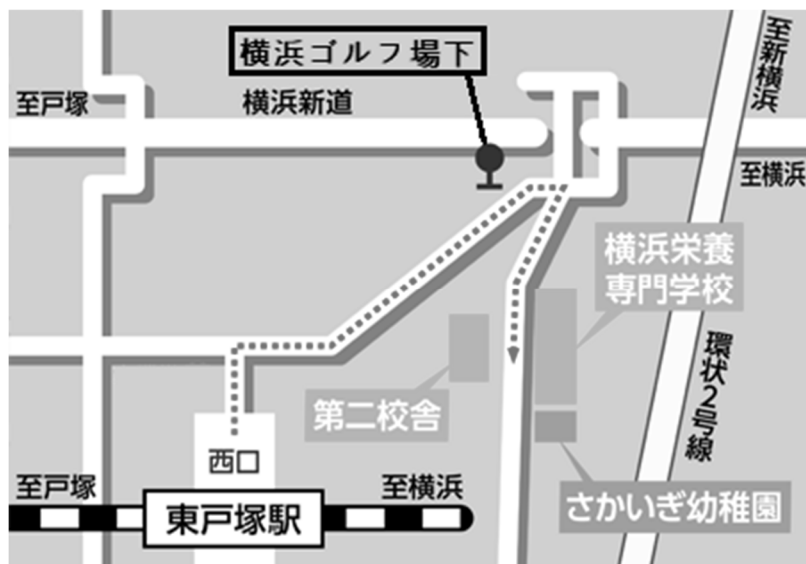 横浜ゴルフ場下
至戸塚
横浜新道
至新横浜
至横浜
横浜栄養
専門学校
第二校舎
環状2号線
西口
至戸塚
至横浜
東戸塚駅
さかいぎ幼稚園